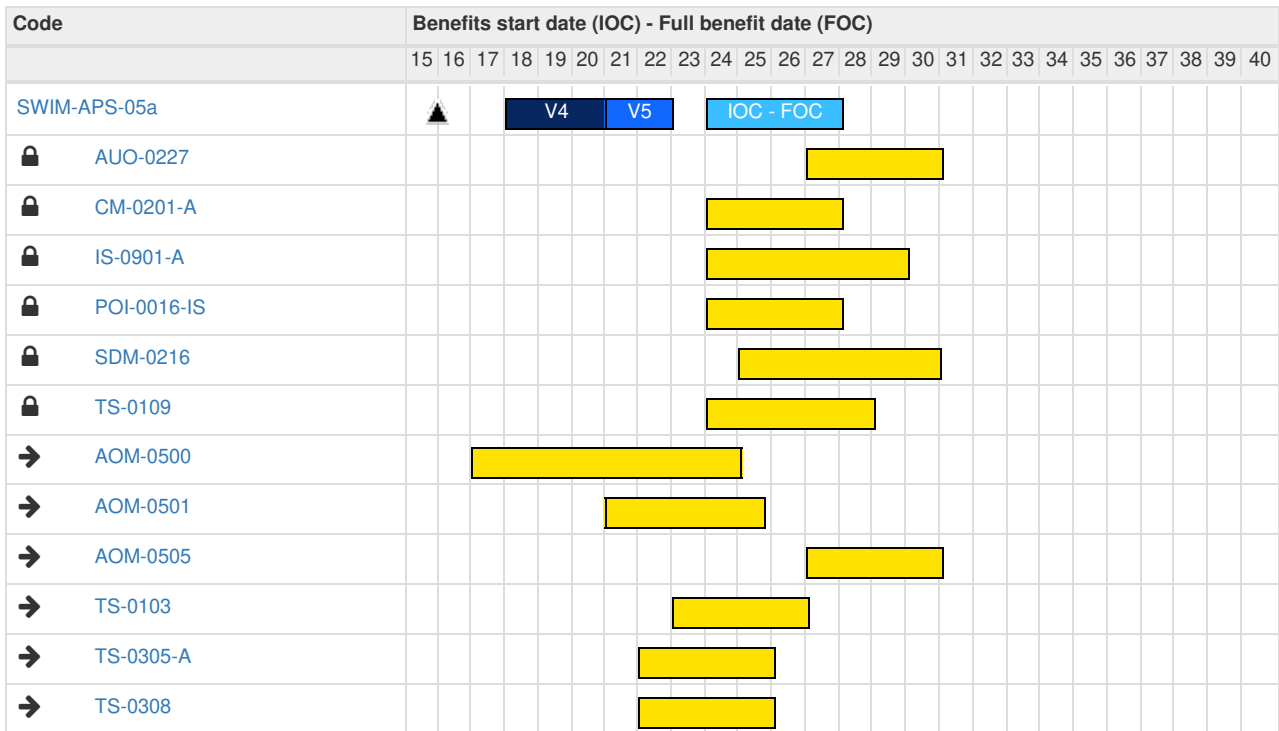 Code Benefits start date (IOC) - Full benefit date (FOC)
15 16 17 18 19 20 21 22 23 24 25 26 27 28 29 30 31 32 33 34 35 36 37 38 39 40
SWIM-APS-05a V4 V5 IOC - FOC
AUO-0227
CM-0201-A
IS-0901-A
POI-0016-IS
SDM-0216
TS-0109
AOM-0500
AOM-0501
AOM-0505
TS-0103
TS-0305-A
TS-0308